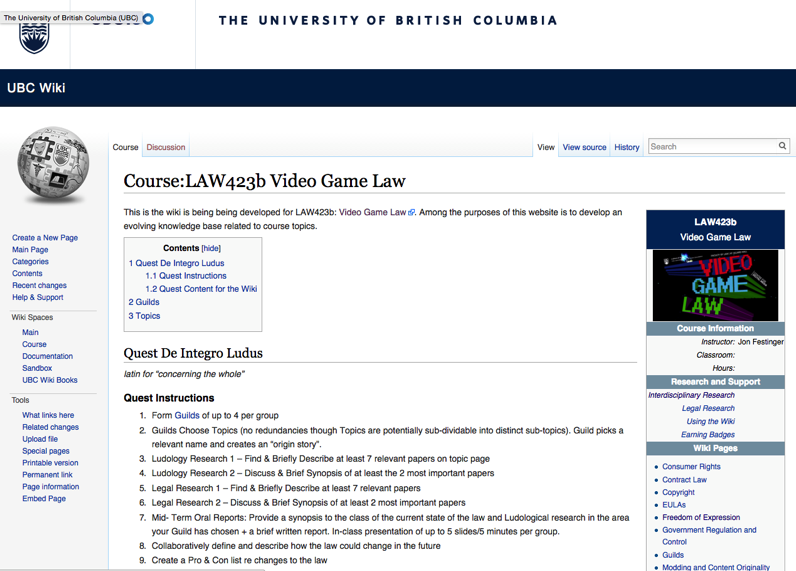 The University of British Columbia (UBC)
THE UNIVERSITY OF BRITISH COLUMBIA
UBC Wiki
Course
Discussion
View
View source
History
Search
Course:LAW423b Video Game Law
This is the wiki is being being developed for LAW423b: Video Game Law. Among the purposes of this website is to develop an
evolving knowledge base related to course topics.
Contents [hide]
1 Quest De Integro Ludus
1.1 Quest Instructions
1.2 Quest Content for the Wiki
2 Guilds
3 Topics
Quest De Integro Ludus
latin for "concerning the whole"
Quest Instructions
1. Form Guilds of up to 4 per group
2. Guilds Choose Topics (no redundancies though Topics are potentially sub-dividable into distinct sub-topics). Guild picks a
relevant name and creates an "origin story".
3. Ludology Research 1 – Find & Briefly Describe at least 7 relevant papers on topic page
4. Ludology Research 2 – Discuss & Brief Synopsis of at least the 2 most important papers
5. Legal Research 1 – Find & Briefly Describe at least 7 relevant papers
6. Legal Research 2 – Discuss & Brief Synopsis of at least 2 most important papers
7. Mid- Term Oral Reports: Provide a synopsis to the class of the current state of the law and Ludological research in the area
your Guild has chosen + a brief written report. In-class presentation of up to 5 slides/5 minutes per group.
8. Collaboratively define and describe how the law could change in the future
9. Create a Pro & Con list re changes to the law
Create a New Page
Main Page
Categories
Contents
Recent changes
Help & Support
Wiki Spaces
Main
Course
Documentation
Sandbox
UBC Wiki Books
Tools
What links here
Related changes
Upload file
Special pages
Printable version
Permanent link
Page information
Embed Page
LAW423b
Video Game Law
VIDEO
GAME
LAW
Course Information
Instructor: Jon Festinger
Classroom:
Hours:
Research and Support
Interdisciplinary Research
Legal Research
Using the Wiki
Earning Badges
Wiki Pages
Consumer Rights
Contract Law
Copyright
EULAs
Freedom of Expression
Government Regulation and
Control
Guilds
Modding and Content Originality